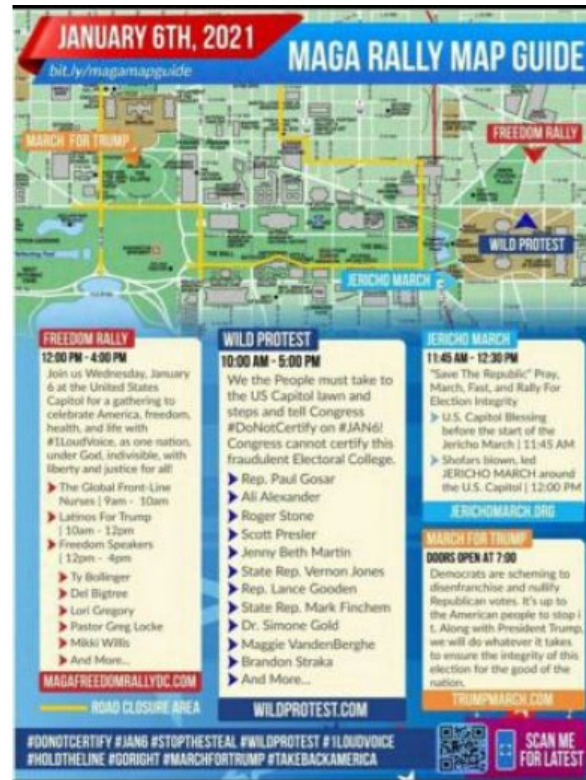 JANUARY 6TH, 2021
bit.ly/magamapguide
MAGA RALLY MAP GUIDE
MARCH FOR TRUMP
FREEDOM RALLY
WILD PROTEST
JERICHO MARCH
THE MALL
FREEDOM RALLY
12:00 PM - 4:00 PM
Join us Wednesday, January
6 at the United States
Capitol for a gathering to
celebrate America, freedom,
health, and life with
#1LoudVoice, as one nation,
under God, indivisible, with
liberty and justice for all!
The Global Front-Line
Nurses | 9am - 10am
Latinos For Trump
| 10am - 12pm
Freedom Speakers
| 12pm - 4pm
Ty Bollinger
Del Bigtree
Lori Gregory
Pastor Greg Locke
Mikki Willis
And More...
MAGAFREEDOMRALLYDC.COM
ROAD CLOSURE AREA
WILD PROTEST
10:00 AM - 5:00 PM
We the People must take to
the US Capitol lawn and
steps and tell Congress
#DoNotCertify on #JAN6!
Congress cannot certify this
fraudulent Electoral College.
Rep. Paul Gosar
Ali Alexander
Roger Stone
Scott Presler
Jenny Beth Martin
State Rep. Vernon Jones
Rep. Lance Gooden
State Rep. Mark Finchem
Dr. Simone Gold
Maggie VandenBerghe
Brandon Straka
And More...
WILDPROTEST.COM
JERICHO MARCH
11:45 AM - 12:30 PM
"Save The Republic" Pray,
March, Fast, and Rally For
Election Integrity
U.S. Capitol Blessing
before the start of the
Jericho March | 11:45 AM
Shofars blown, led
JERICHO MARCH around
the U.S. Capitol | 12:00 PM
JERICHOMARCH.ORG
MARCH FOR TRUMP
DOORS OPEN AT 7:00
Democrats are scheming to
disenfranchise and nullify
Republican votes. It's up to
the American people to stop i
t. Along with President Trump,
we will do whatever it takes
to ensure the integrity of this
election for the good of the
nation.
TRUMPMARCH.COM
#DONOTCERTIFY #JAN6 #STOPTHESTEAL #WILDPROTEST #1LOUDVOICE
#HOLDTHELINE #GORIGHT #MARCHFORTRUMP #TAKEBACKAMERICA
SCAN ME
FOR LATEST